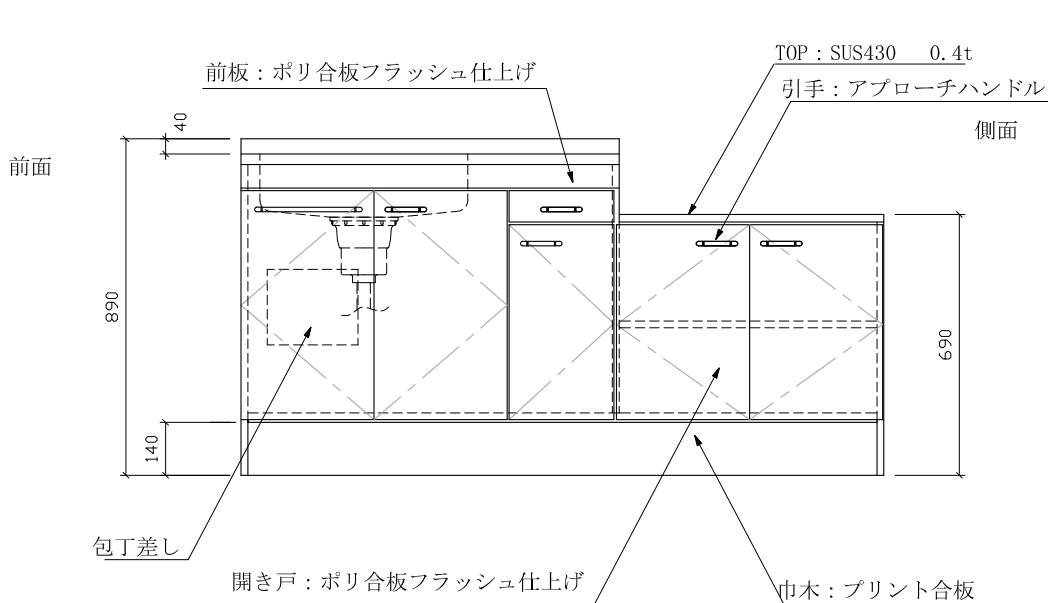 TOP：SUS430　0.4t
前板：ポリ合板フラッシュ仕上げ
引手：アプローチハンドル
40
側面
前面
890
690
140
包丁差し
開き戸：ポリ合板フラッシュ仕上げ
巾木：プリント合板